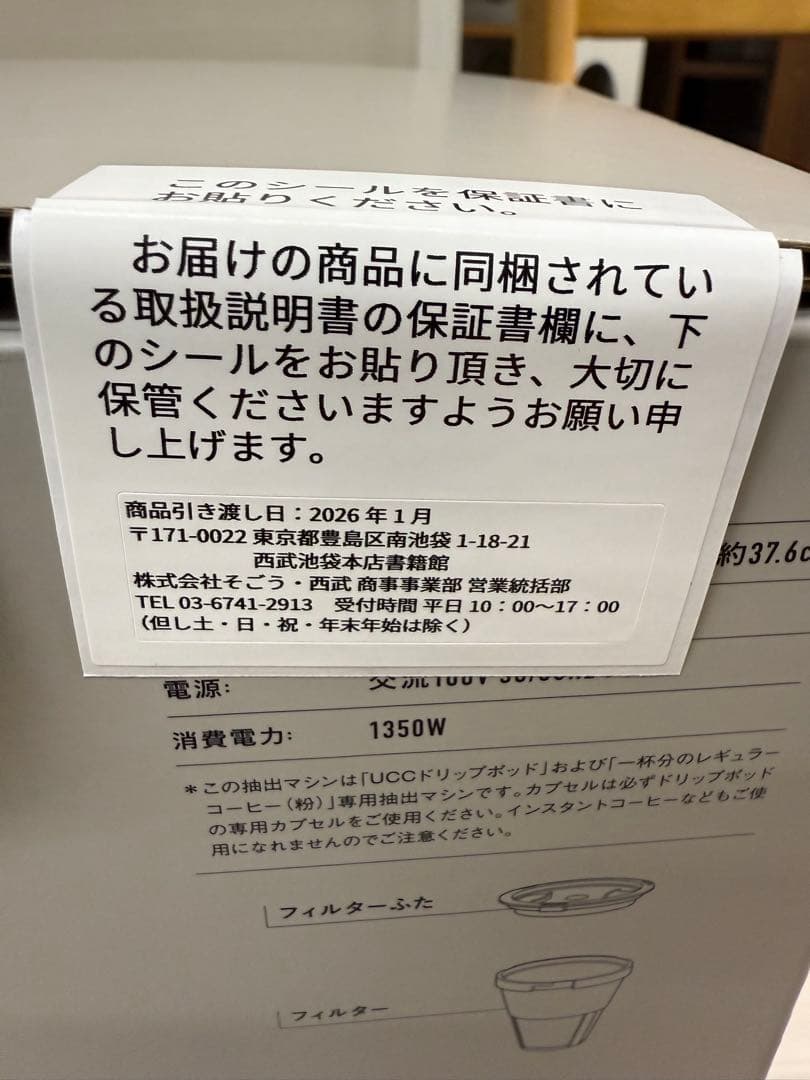 このシールを保証書に
お貼りください。
お届けの商品に同梱されてい
る取扱説明書の保証書欄に、下
のシールをお貼り頂き、大切に
保管くださいますようお願い申
し上げます。
商品引き渡し日：2026 年 1 月
〒171-0022 東京都豊島区南池袋 1-18-21
西武池袋本店書籍館
株式会社そごう・西武 商事事業部 営業統括部
TEL 03-6741-2913　受付時間 平日 10：00～17：00
（但し土・日・祝・年末年始は除く）
約37.6c
電源:
交流100V
消費電力: 1350W
＊この抽出マシンは「UCCドリップポッド」および「一杯分のレギュラー
コーヒー（粉）」専用抽出マシンです。カプセルは必ずドリップポッド
の専用カプセルをご使用ください。インスタントコーヒーなどもご使
用になれませんのでご注意ください。
フィルターふた
フィルター